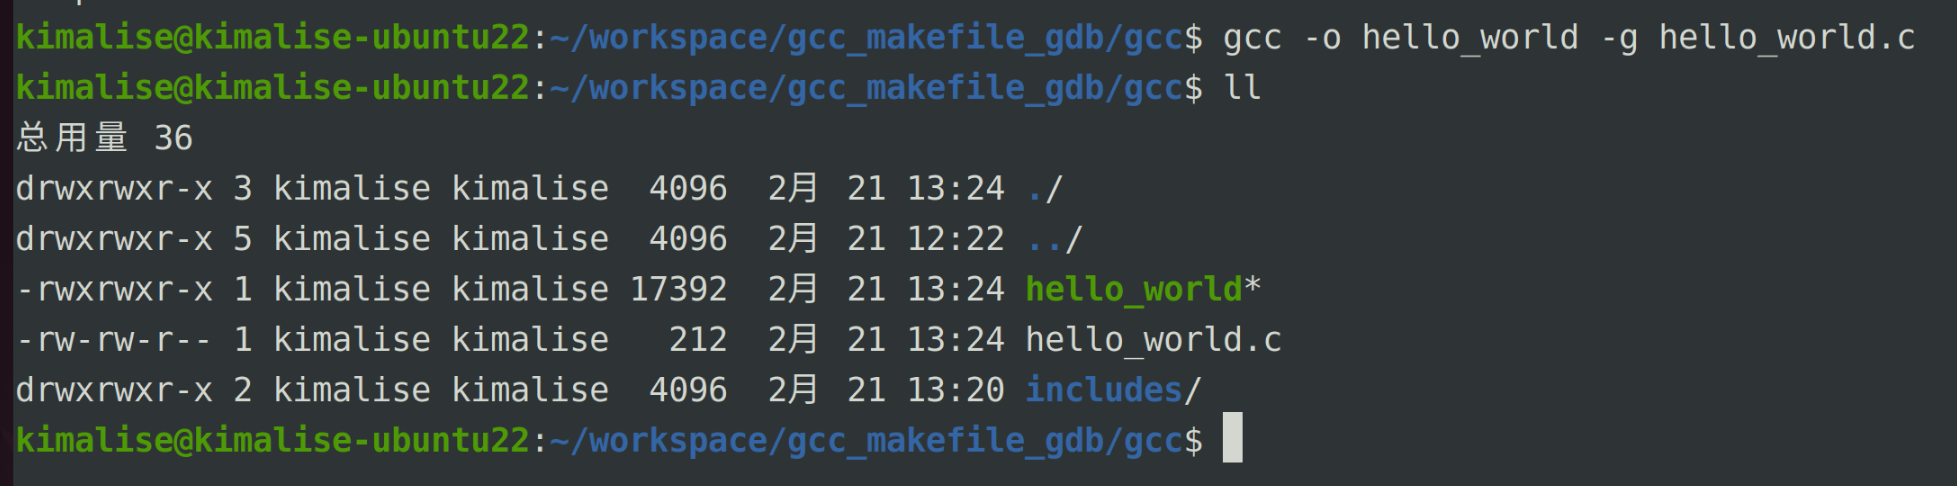 kimalise@kimalise-ubuntu22:~/workspace/gcc_makefile_gdb/gcc$ gcc -o hello_world -g hello_world.c
kimalise@kimalise-ubuntu22:~/workspace/gcc_makefile_gdb/gcc$ ll
总用量 36
drwxrwxr-x 3 kimalise kimalise  4096  2月 21 13:24 ./
drwxrwxr-x 5 kimalise kimalise  4096  2月 21 12:22 ../
-rwxrwxr-x 1 kimalise kimalise 17392  2月 21 13:24 hello_world*
-rw-rw-r-- 1 kimalise kimalise   212  2月 21 13:24 hello_world.c
drwxrwxr-x 2 kimalise kimalise  4096  2月 21 13:20 includes/
kimalise@kimalise-ubuntu22:~/workspace/gcc_makefile_gdb/gcc$